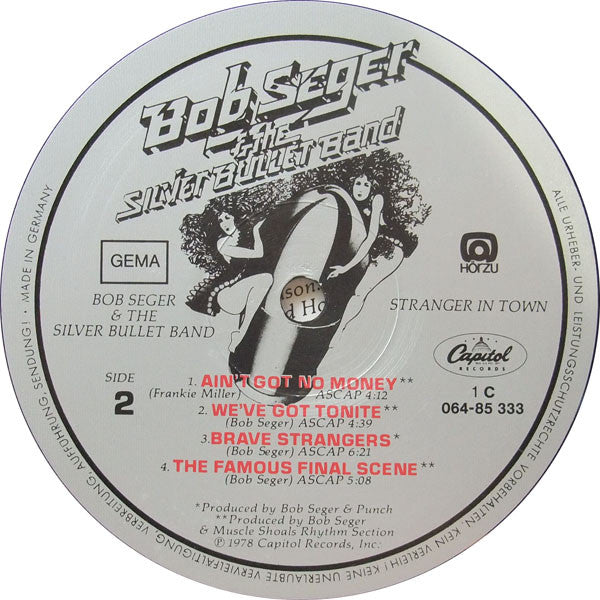 Bob Seger
& the
Silver Bullet Band
GEMA
HÖRZU
BOB SEGER
& THE
SILVER BULLET BAND
STRANGER IN TOWN
Capitol
RECORDS
SIDE
2
1 C
064-85 333
1. AIN'T GOT NO MONEY**
(Frankie Miller) ASCAP 4:12
2. WE'VE GOT TONITE**
(Bob Seger) ASCAP 4:39
3. BRAVE STRANGERS*
(Bob Seger) ASCAP 6:21
4. THE FAMOUS FINAL SCENE**
(Bob Seger) ASCAP 5:08
*Produced by Bob Seger & Punch
**Produced by Bob Seger
& Muscle Shoals Rhythm Section
℗ 1978 Capitol Records, Inc.
ALLE URHEBER- UND LEISTUNGSSCHUTZRECHTE VORBEHALTEN · KEIN VERLEIH! KEINE UNERLAUBTE VERVIELFÄLTIGUNG, VERBREITUNG, AUFFÜHRUNG, SENDUNG! · MADE IN GERMANY